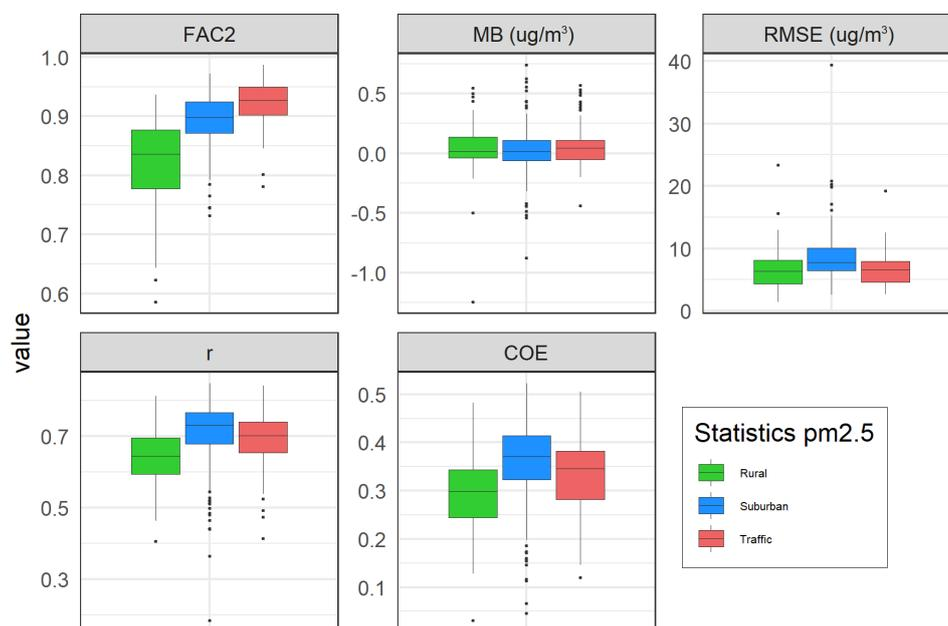 FAC2
MB (ug/m³)
RMSE (ug/m³)
1.0
0.9
0.8
0.7
0.6
0.5
0.0
-0.5
-1.0
40
30
20
10
0
value
r
COE
0.7
0.5
0.3
0.5
0.4
0.3
0.2
0.1
Statistics pm2.5
Rural
Suburban
Traffic